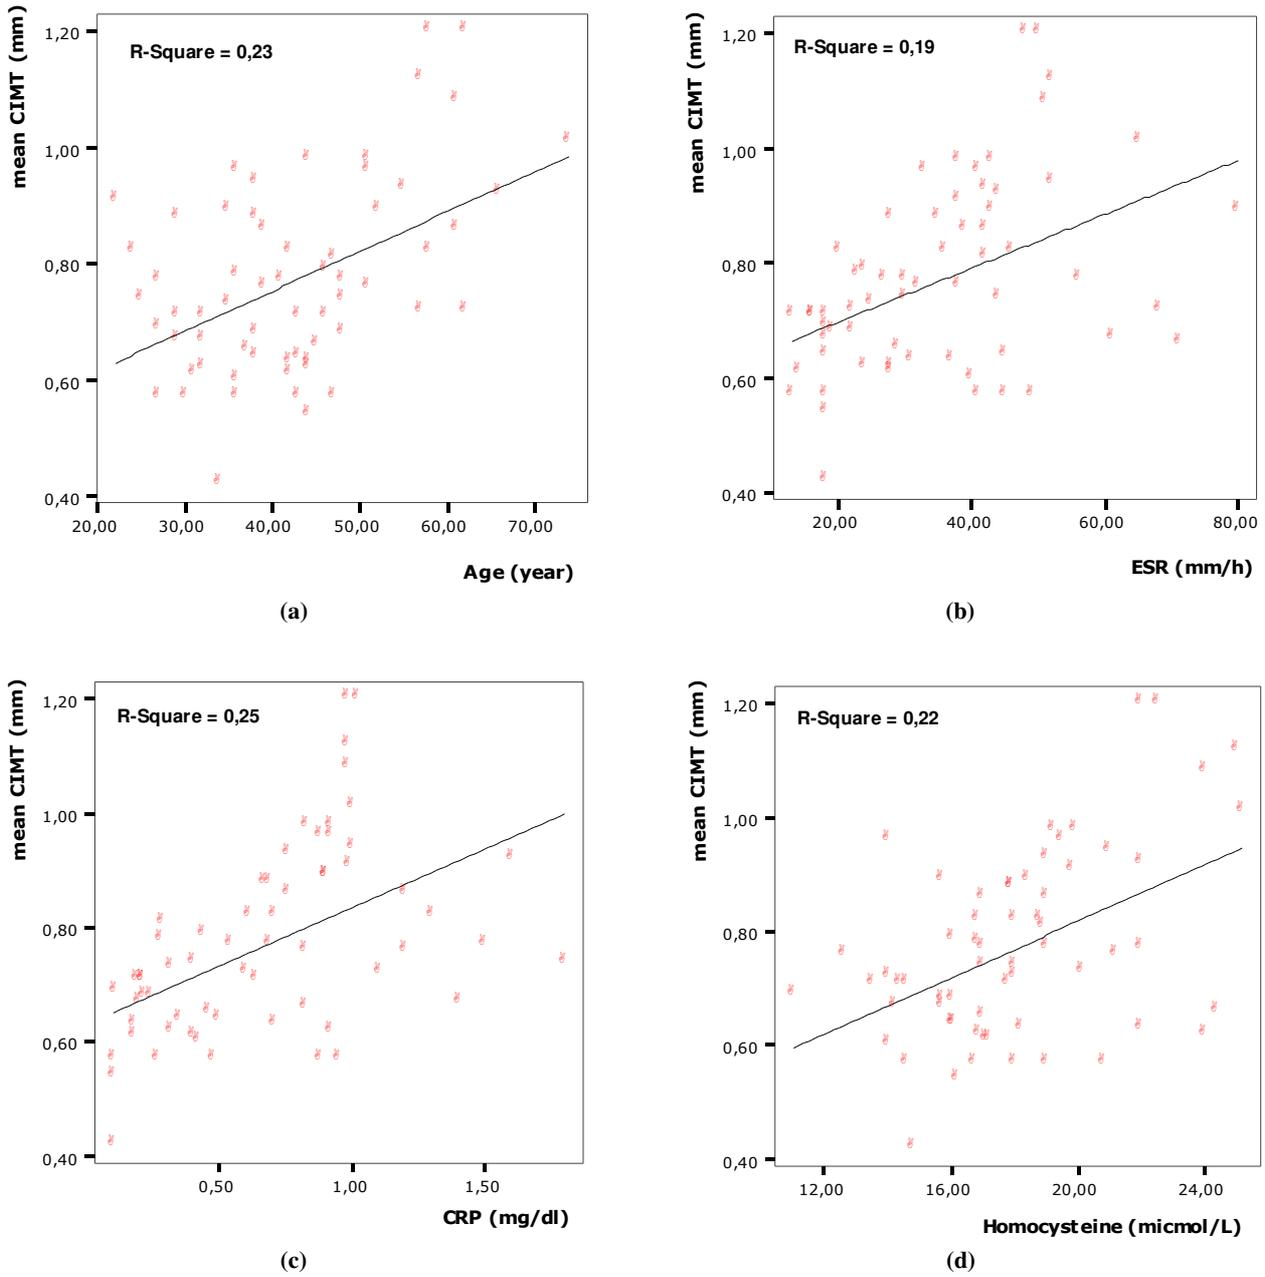 mean CIMT (mm)
R-Square = 0,23
1,20
1,00
0,80
0,60
0,40
20,00 30,00 40,00 50,00 60,00 70,00
Age (year)
(a)
mean CIMT (mm)
R-Square = 0,19
1,20
1,00
0,80
0,60
0,40
20,00 40,00 60,00 80,00
ESR (mm/h)
(b)
mean CIMT (mm)
R-Square = 0,25
1,20
1,00
0,80
0,60
0,40
0,50 1,00 1,50
CRP (mg/dl)
(c)
mean CIMT (mm)
R-Square = 0,22
1,20
1,00
0,80
0,60
0,40
12,00 16,00 20,00 24,00
Homocysteine (micmol/L)
(d)